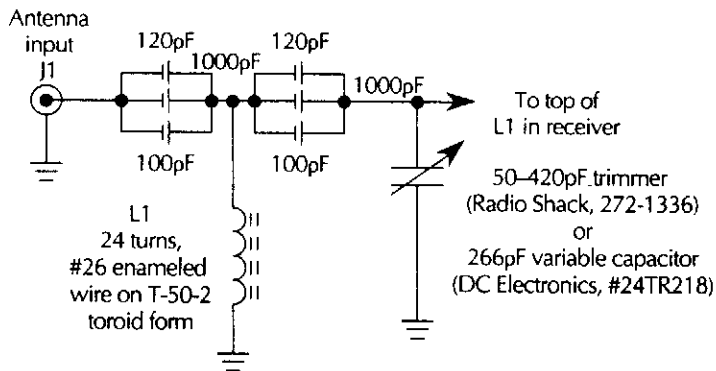 Antenna
input
J1
120pF
1000pF
120pF
1000pF
100pF
100pF
To top of
L1 in receiver
50–420pF trimmer
(Radio Shack, 272-1336)
or
266pF variable capacitor
(DC Electronics, #24TR218)
L1
24 turns,
#26 enameled
wire on T-50-2
toroid form